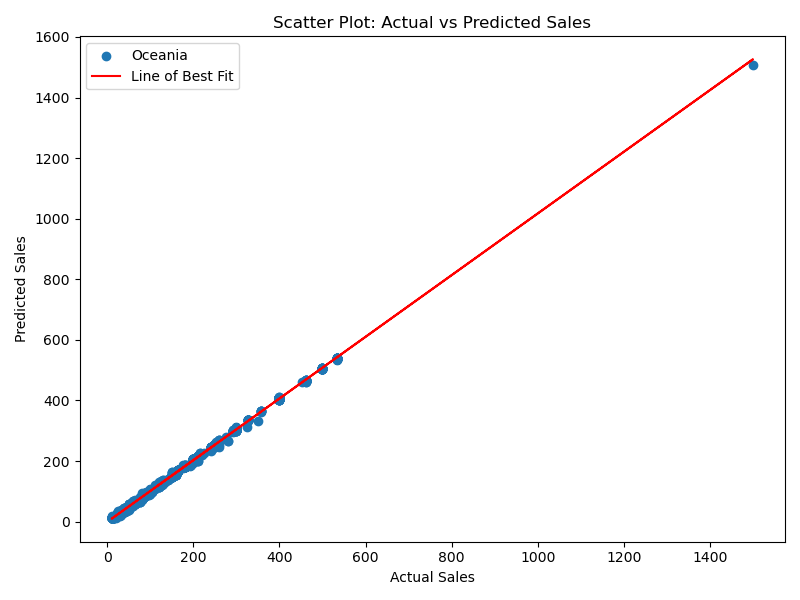 Scatter Plot: Actual vs Predicted Sales
Oceania
Line of Best Fit
Predicted Sales
1600
1400
1200
1000
800
600
400
200
0
0 200 400 600 800 1000 1200 1400
Actual Sales